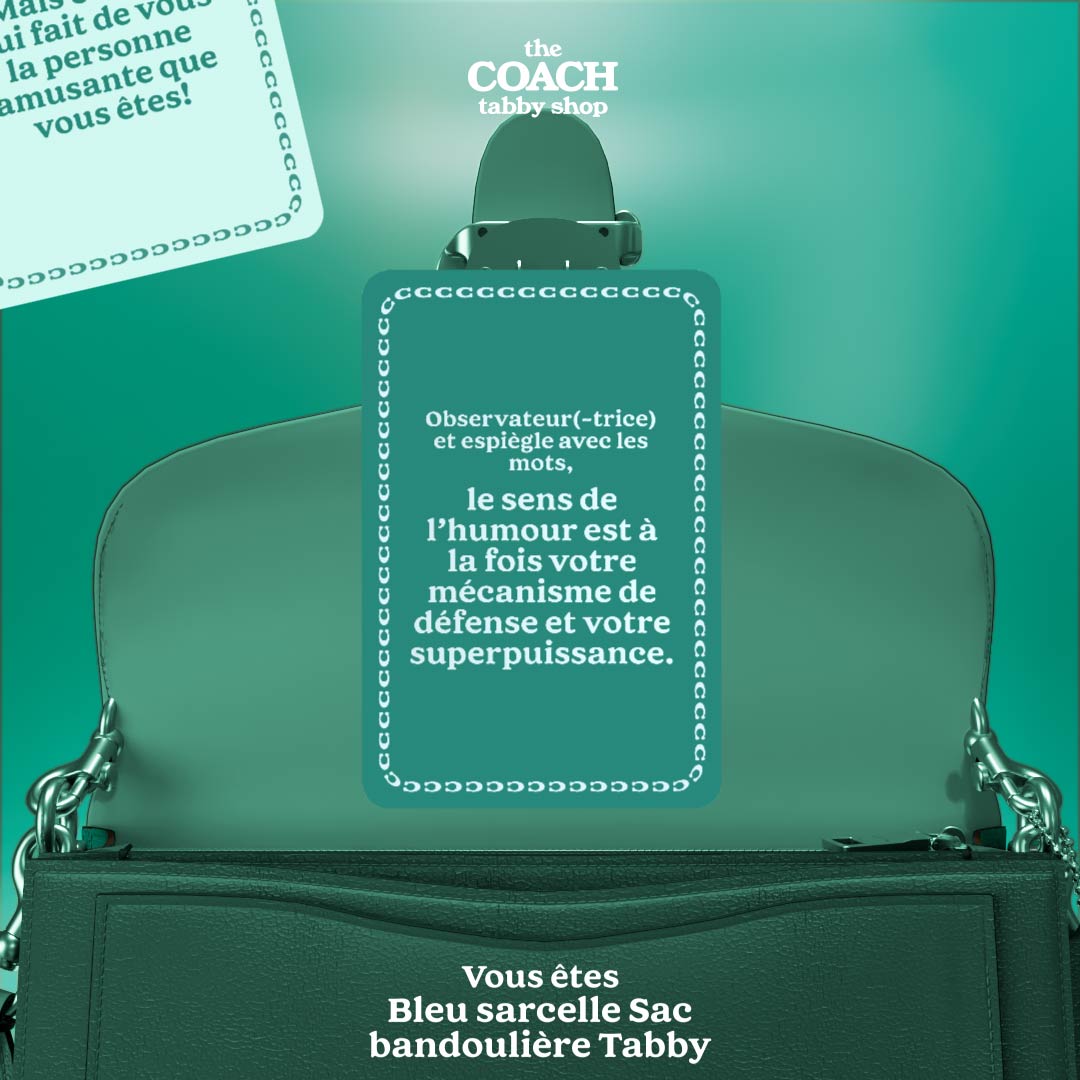 fait de vous
la personne
amusante que
vous êtes!
the
COACH
tabby shop
Observateur(-trice)
et espiègle avec les
mots,
le sens de
l'humour est à
la fois votre
mécanisme de
défense et votre
superpuissance.
Vous êtes
Bleu sarcelle Sac
bandoulière Tabby